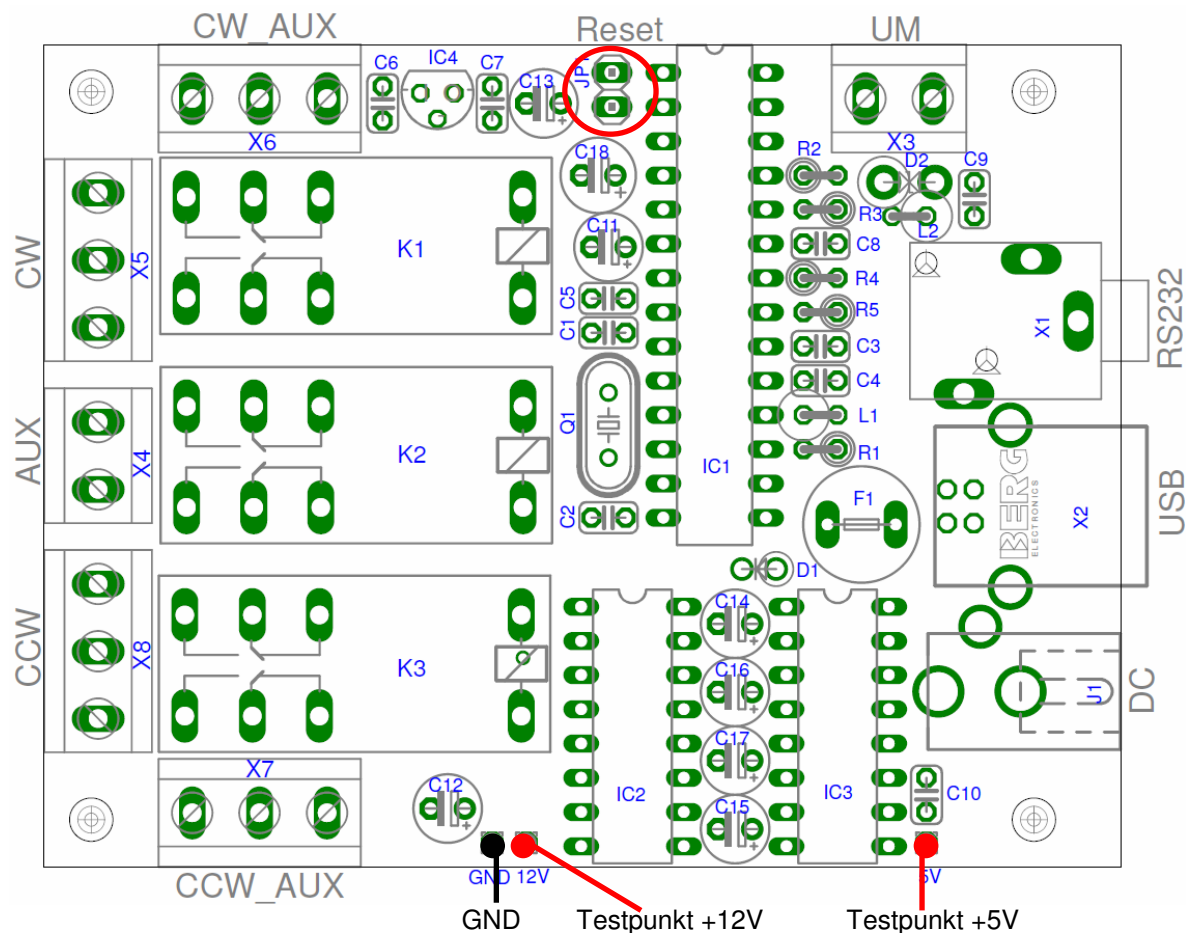 CW_AUX
Reset
UM
C6
IC4
C7
C13
JP1
X6
X3
C18
R2
D2
C9
CW
X5
K1
C11
R3
L2
C8
C5
R4
C1
R5
X1
RS232
C3
C4
AUX
X4
K2
Q1
L1
R1
IC1
F1
BERG
ELECTRONICS
X2
USB
C2
D1
CCW
X8
K3
C14
C16
J1
DC
C17
X7
C12
IC2
C15
IC3
C10
GND 12V
5V
CCW_AUX
GND
Testpunkt +12V
Testpunkt +5V